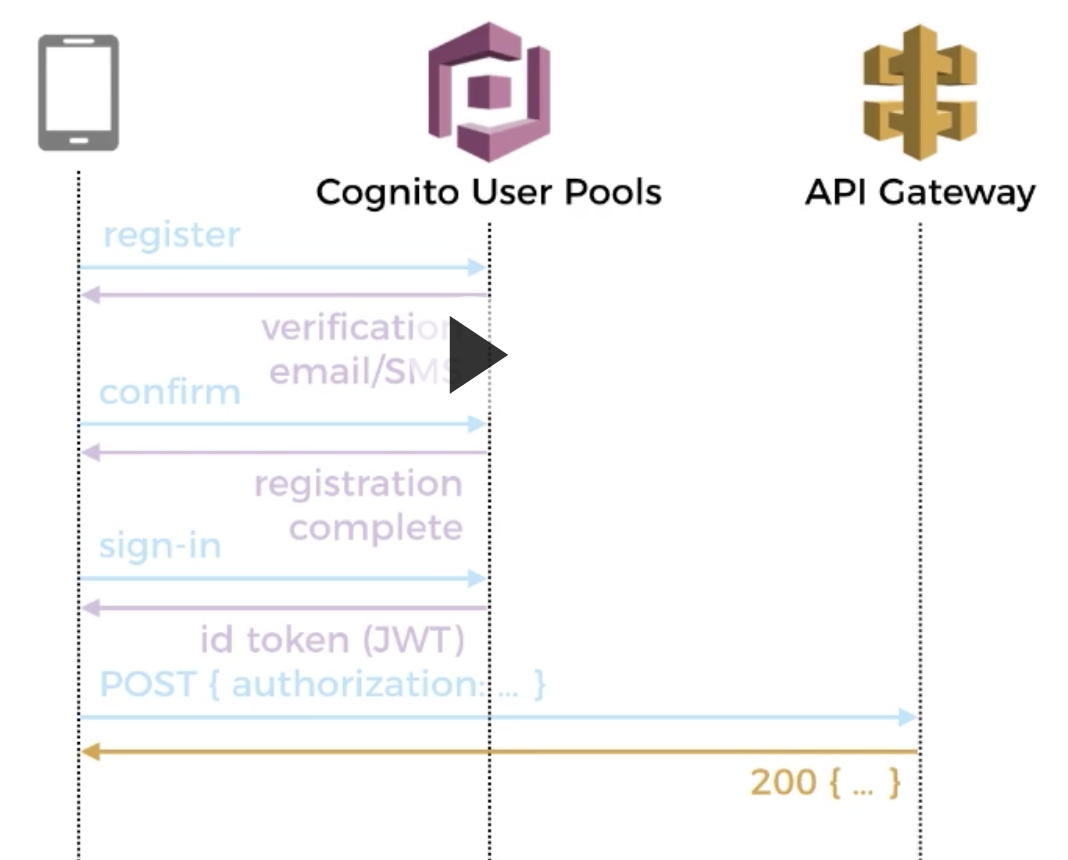 Cognito User Pools
API Gateway
register
verification
email/SMS
confirm
registration
complete
sign-in
id token (JWT)
POST { authorization: ... }
200 { ... }